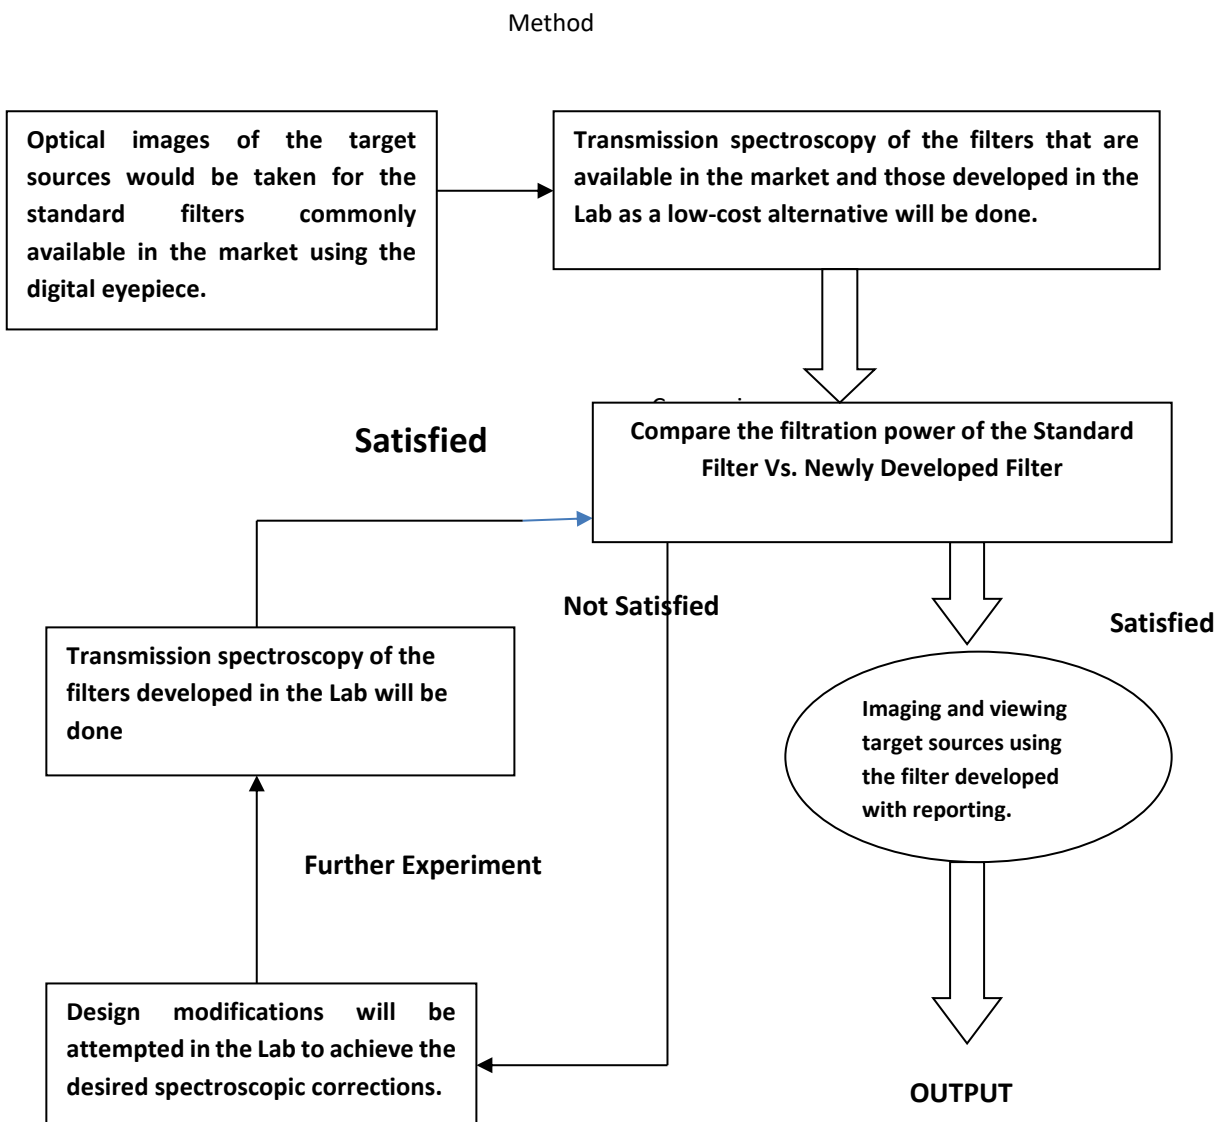 Method
Optical images of the target
sources would be taken for the
standard filters commonly
available in the market using the
digital eyepiece.
Transmission spectroscopy of the filters that are
available in the market and those developed in the
Lab as a low-cost alternative will be done.
Compare the filtration power of the Standard
Filter Vs. Newly Developed Filter
Satisfied
Not Satisfied
Satisfied
Transmission spectroscopy of the
filters developed in the Lab will be
done
Imaging and viewing
target sources using
the filter developed
with reporting.
Further Experiment
Design modifications will be
attempted in the Lab to achieve the
desired spectroscopic corrections.
OUTPUT